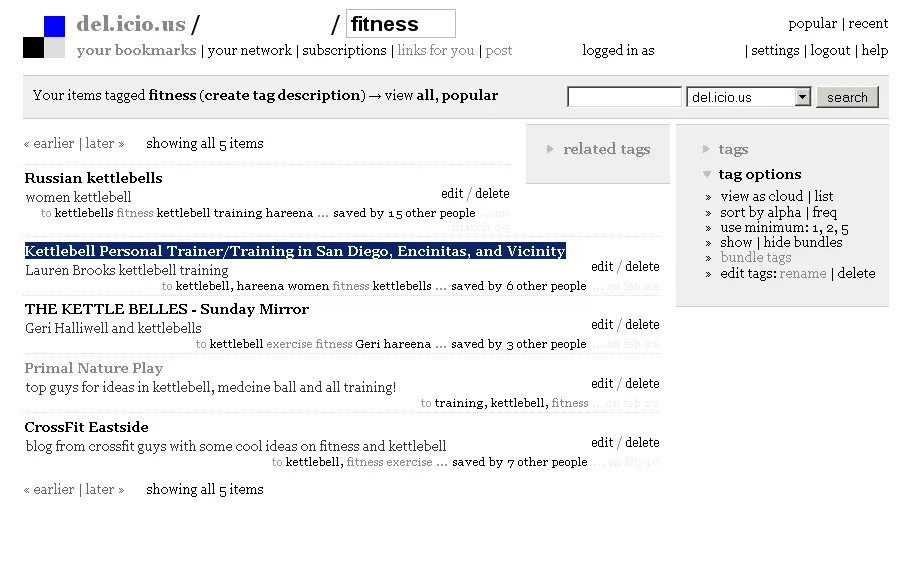 del.icio.us / / fitness
popular | recent
your bookmarks | your network | subscriptions | links for you | post
logged in as | settings | logout | help
Your items tagged fitness (create tag description) → view all, popular
del.icio.us search
« earlier | later » showing all 5 items
related tags
tags
tag options
» view as cloud | list
» sort by alpha | freq
» use minimum: 1, 2, 5
» show | hide bundles
» bundle tags
» edit tags: rename | delete
Russian kettlebells
women kettlebell
edit / delete
to kettlebells fitness kettlebell training hareena ... saved by 15 other people ... on
march 09
Kettlebell Personal Trainer/Training in San Diego, Encinitas, and Vicinity
Lauren Brooks kettlebell training
edit / delete
to kettlebell, hareena women fitness kettlebells ... saved by 6 other people ... on feb 22
THE KETTLE BELLES - Sunday Mirror
Geri Halliwell and kettlebells
edit / delete
to kettlebell exercise fitness Geri hareena ... saved by 3 other people ... on feb 22
Primal Nature Play
top guys for ideas in kettlebell, medcine ball and all training!
edit / delete
to training, kettlebell, fitness ... on feb 22
CrossFit Eastside
blog from crossfit guys with some cool ideas on fitness and kettlebell
edit / delete
to kettlebell, fitness exercise ... saved by 7 other people ... on feb 17
« earlier | later » showing all 5 items